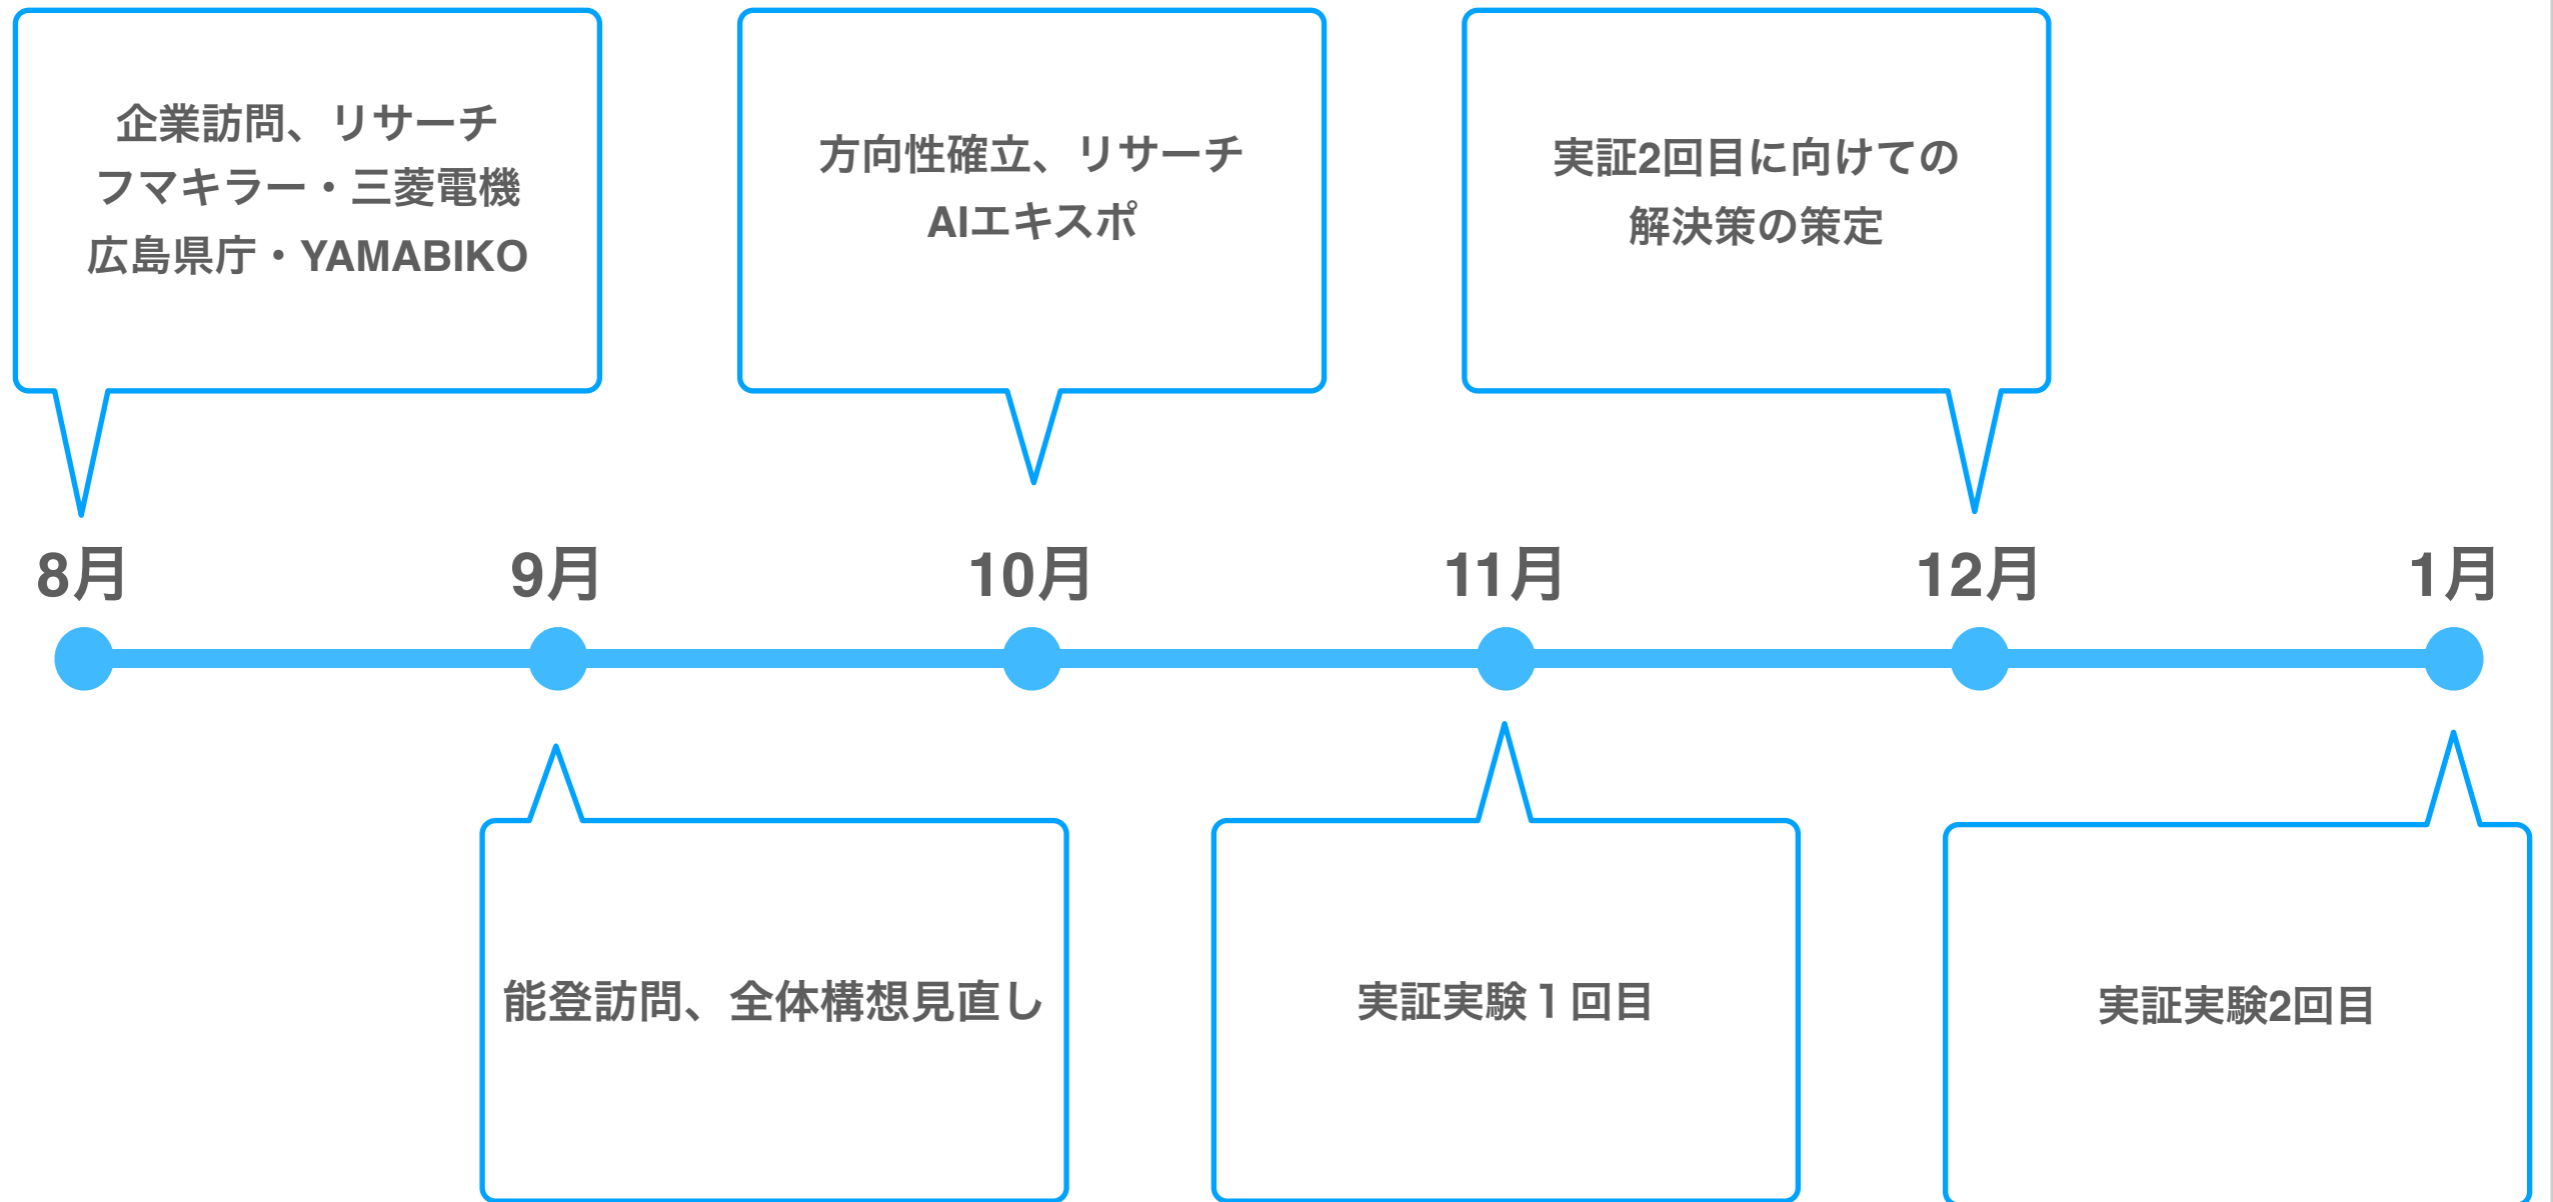 企業訪問、リサーチ
フマキラー・三菱電機
広島県庁・YAMABIKO
方向性確立、リサーチ
AIエキスポ
実証2回目に向けての
解決策の策定
8月
9月
10月
11月
12月
1月
能登訪問、全体構想見直し
実証実験１回目
実証実験2回目